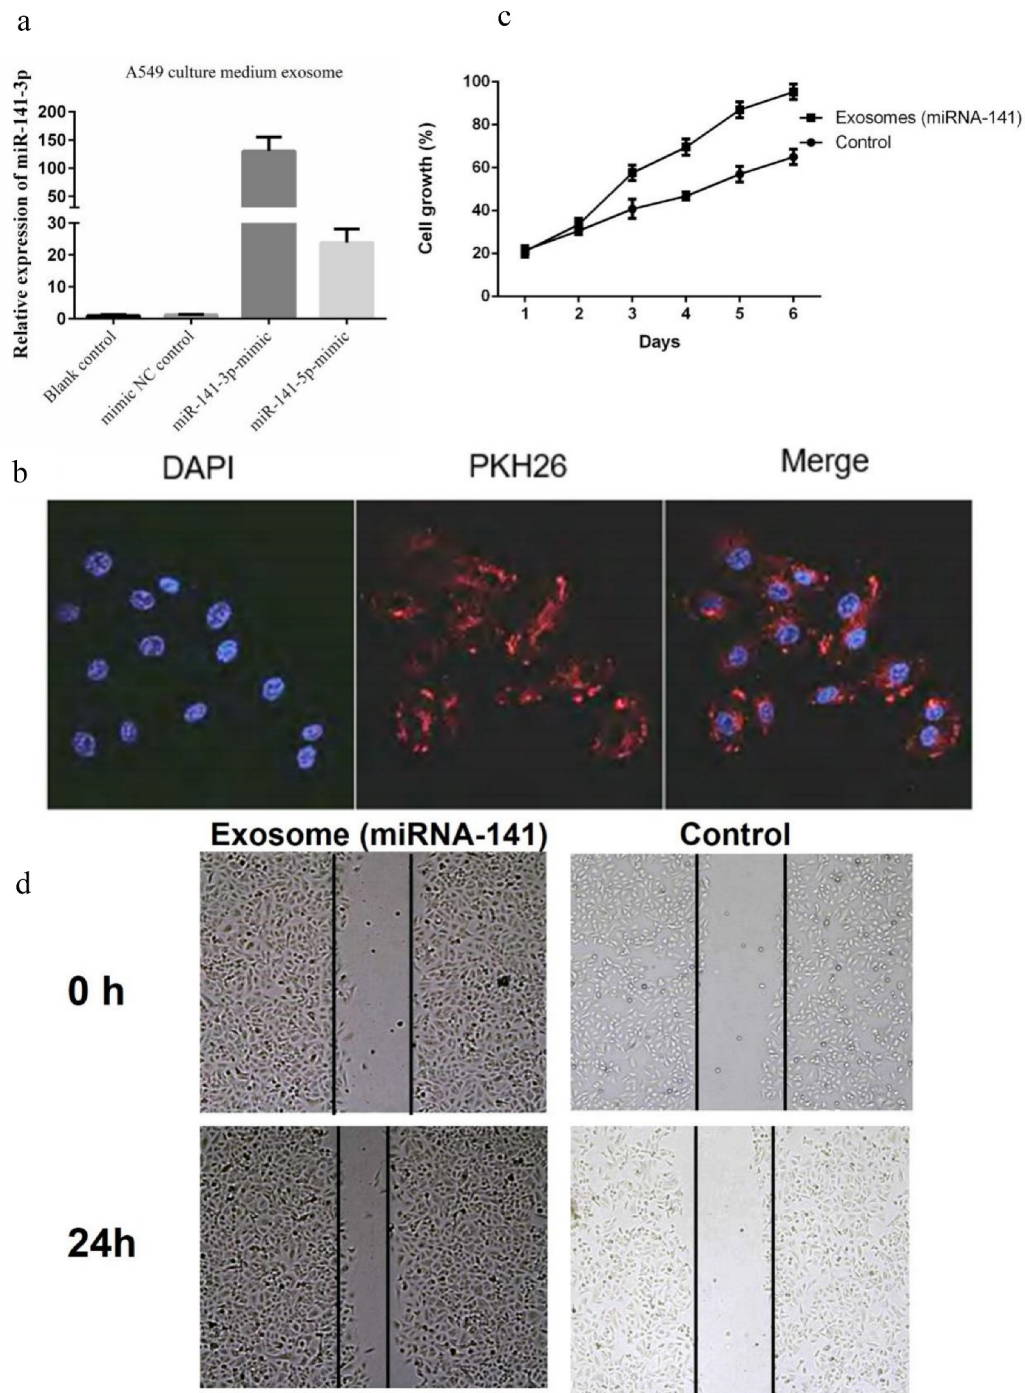 a
A549 culture medium exosome
Relative expression of miR-141-3p
200
150
100
50
30
20
10
0
Blank control
mimic NC control
miR-141-3p-mimic
miR-141-5p-mimic
c
Cell growth (%)
100
80
60
40
20
0
1 2 3 4 5 6
Days
Exosomes (miRNA-141)
Control
b
DAPI PKH26 Merge
d
Exosome (miRNA-141) Control
0 h
24h